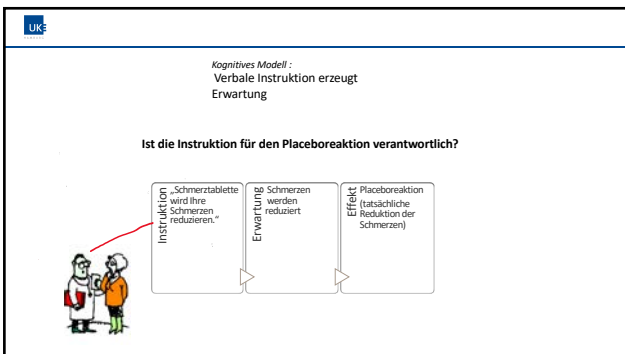 UKE
Kognitives Modell :
Verbale Instruktion erzeugt
Erwartung
Ist die Instruktion für den Placeboreaktion verantwortlich?
Instruktion
„Schmerztablette
wird Ihre
Schmerzen
reduzieren.“
Erwartung
Schmerzen
werden
reduziert
Effekt
Placeboreaktion
(tatsächliche
Reduktion der
Schmerzen)